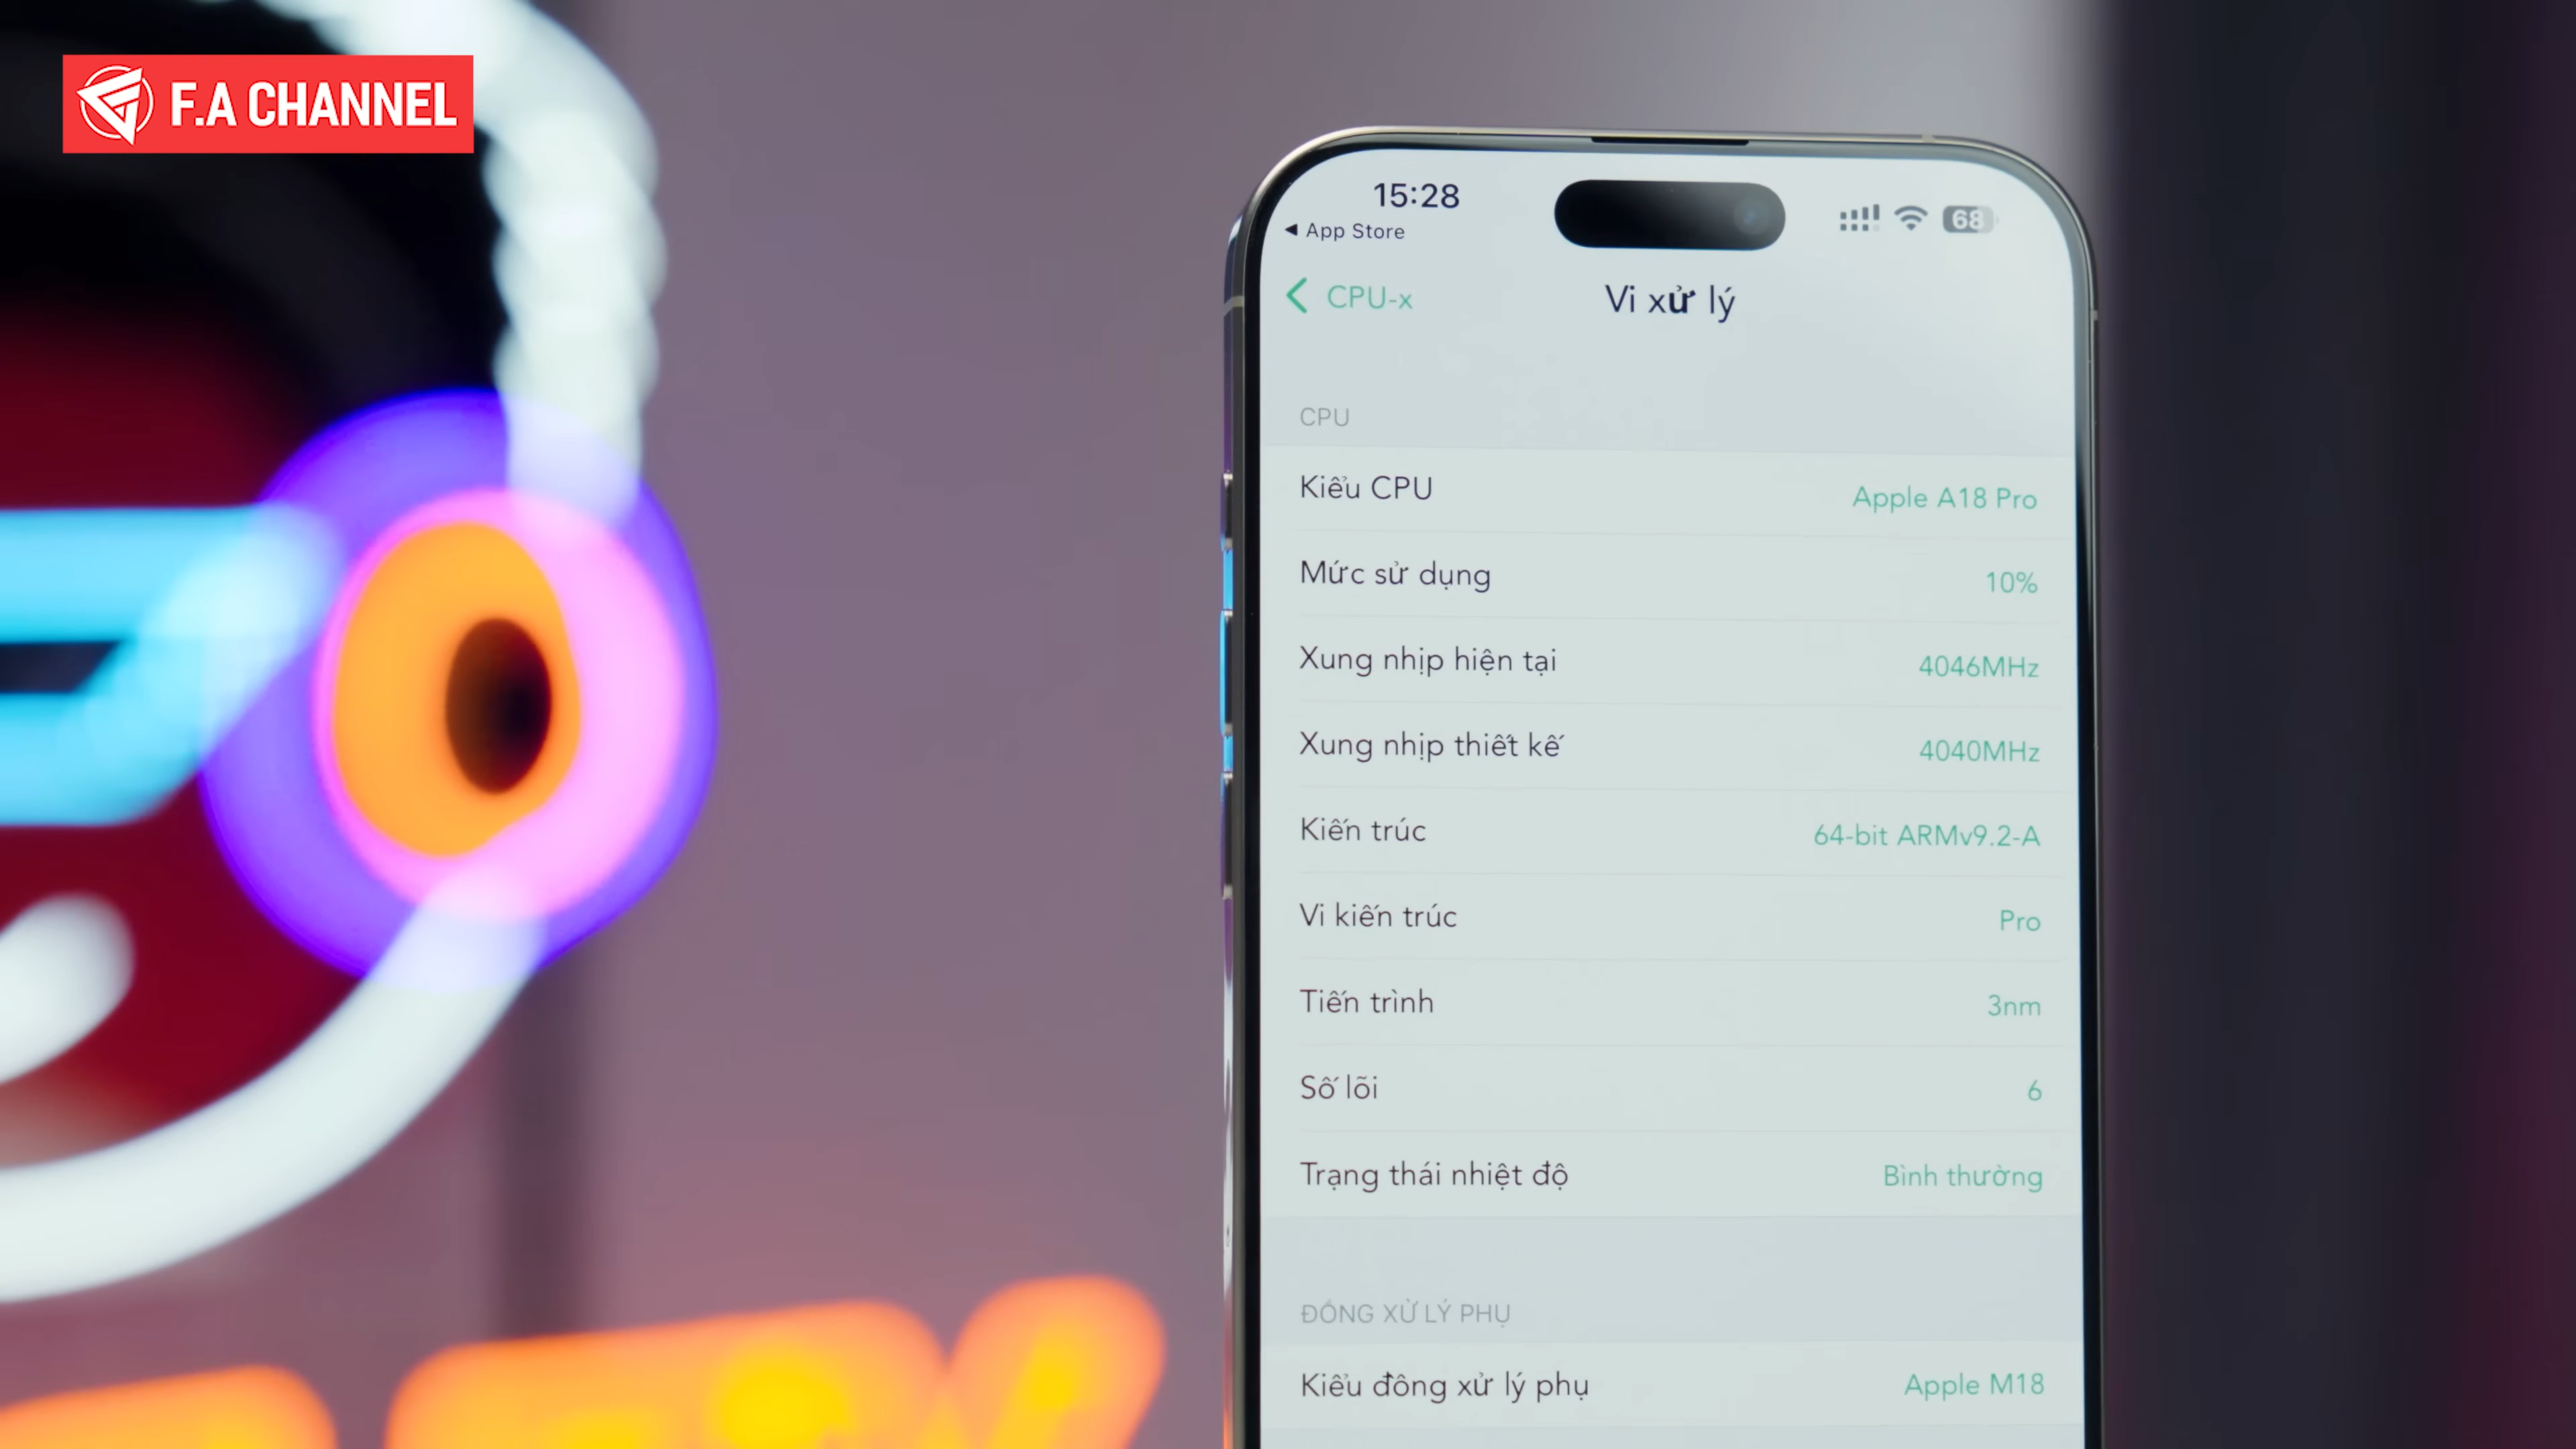 F.A CHANNEL
15:28
68
◀ App Store
CPU-x
Vi xử lý
CPU
Kiểu CPU
Apple A18 Pro
Mức sử dụng
10%
Xung nhịp hiện tại
4046MHz
Xung nhịp thiết kế
4040MHz
Kiến trúc
64-bit ARMv9.2-A
Vi kiến trúc
Pro
Tiến trình
3nm
Số lõi
6
Trạng thái nhiệt độ
Bình thường
ĐỒNG XỬ LÝ PHỤ
Kiểu đồng xử lý phụ
Apple M18